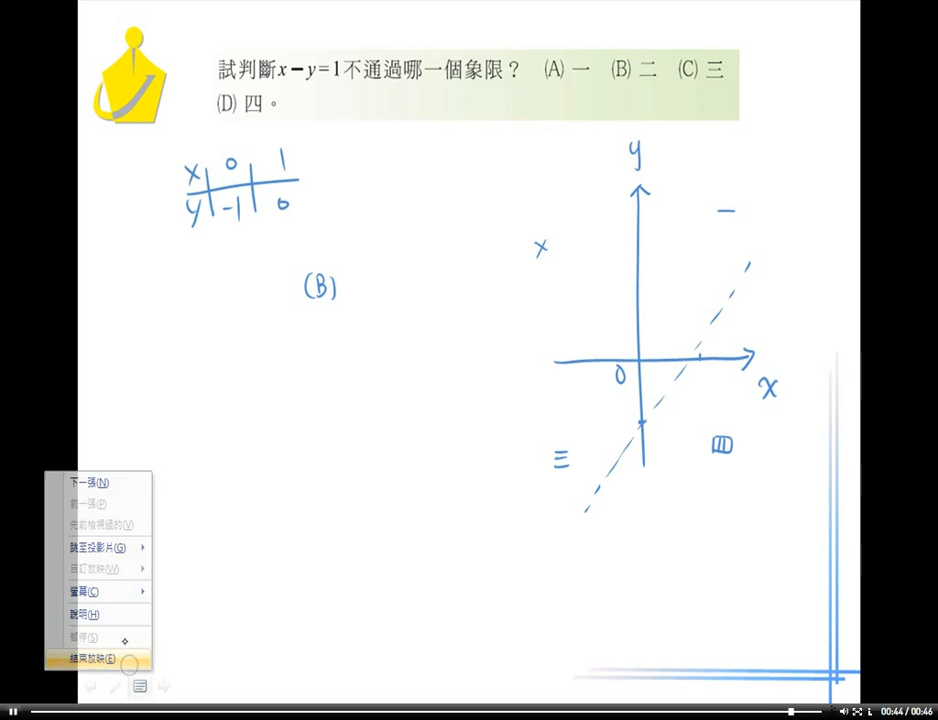 試判斷x－y=1不通過哪一個象限？ (A) 一 (B) 二 (C) 三
(D) 四。
x 0 1
y -1 0
(B)
y
一
x
0
x
三
四
下一張(N)
前一張(P)
先前檢視過的(V)
跳至投影片(G)
自訂放映(W)
螢幕(C)
說明(H)
暫停(S)
結束放映(E)
00:44 / 00:46